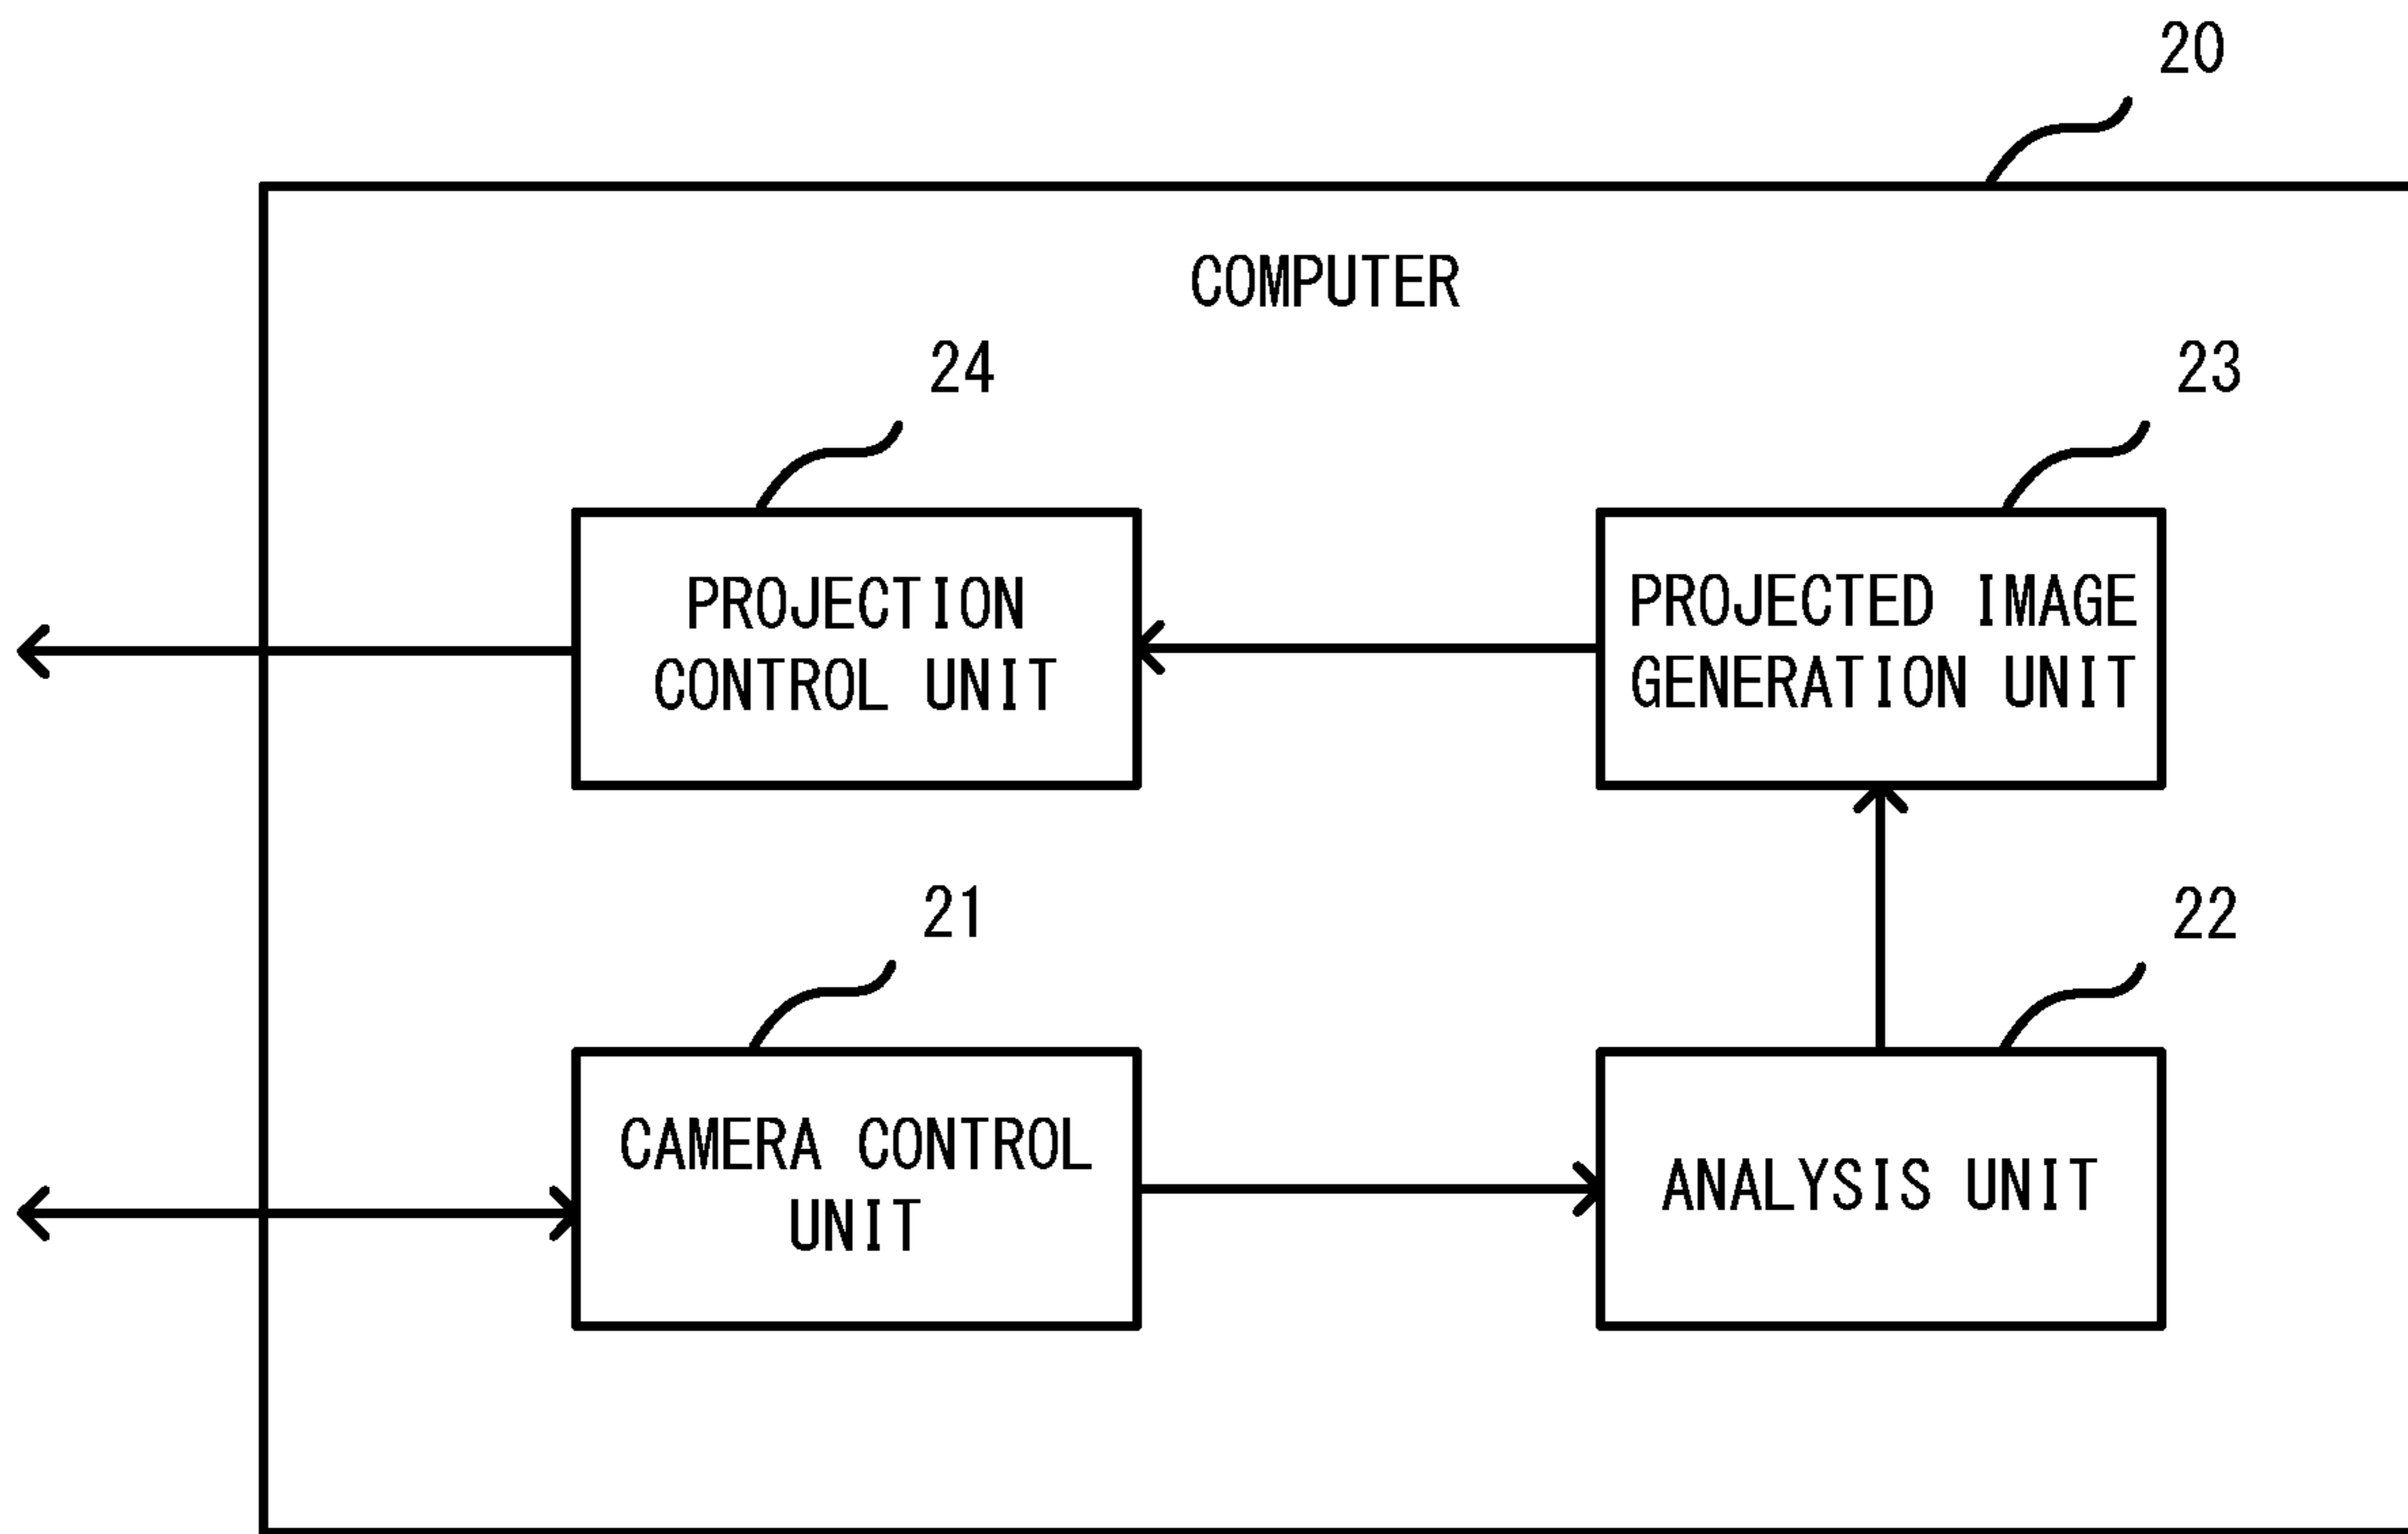 20
COMPUTER
24
23
PROJECTION
CONTROL UNIT
PROJECTED IMAGE
GENERATION UNIT
21
22
CAMERA CONTROL
UNIT
ANALYSIS UNIT